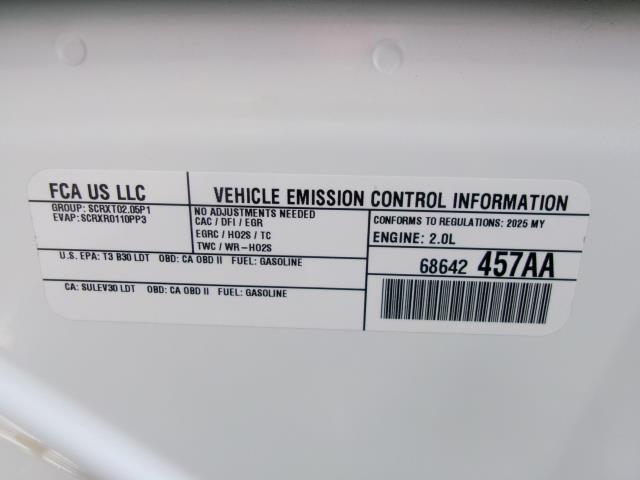 FCA US LLC
GROUP: SCRXT02.05P1
EVAP: SCRXR0110PP3
VEHICLE EMISSION CONTROL INFORMATION
NO ADJUSTMENTS NEEDED
CAC / DFI / EGR
EGRC / HO2S / TC
TWC / WR-HO2S
CONFORMS TO REGULATIONS: 2025 MY
ENGINE: 2.0L
U.S. EPA: T3 B30 LDT OBD: CA OBD II FUEL: GASOLINE
CA: SULEV30 LDT OBD: CA OBD II FUEL: GASOLINE
68642 457AA